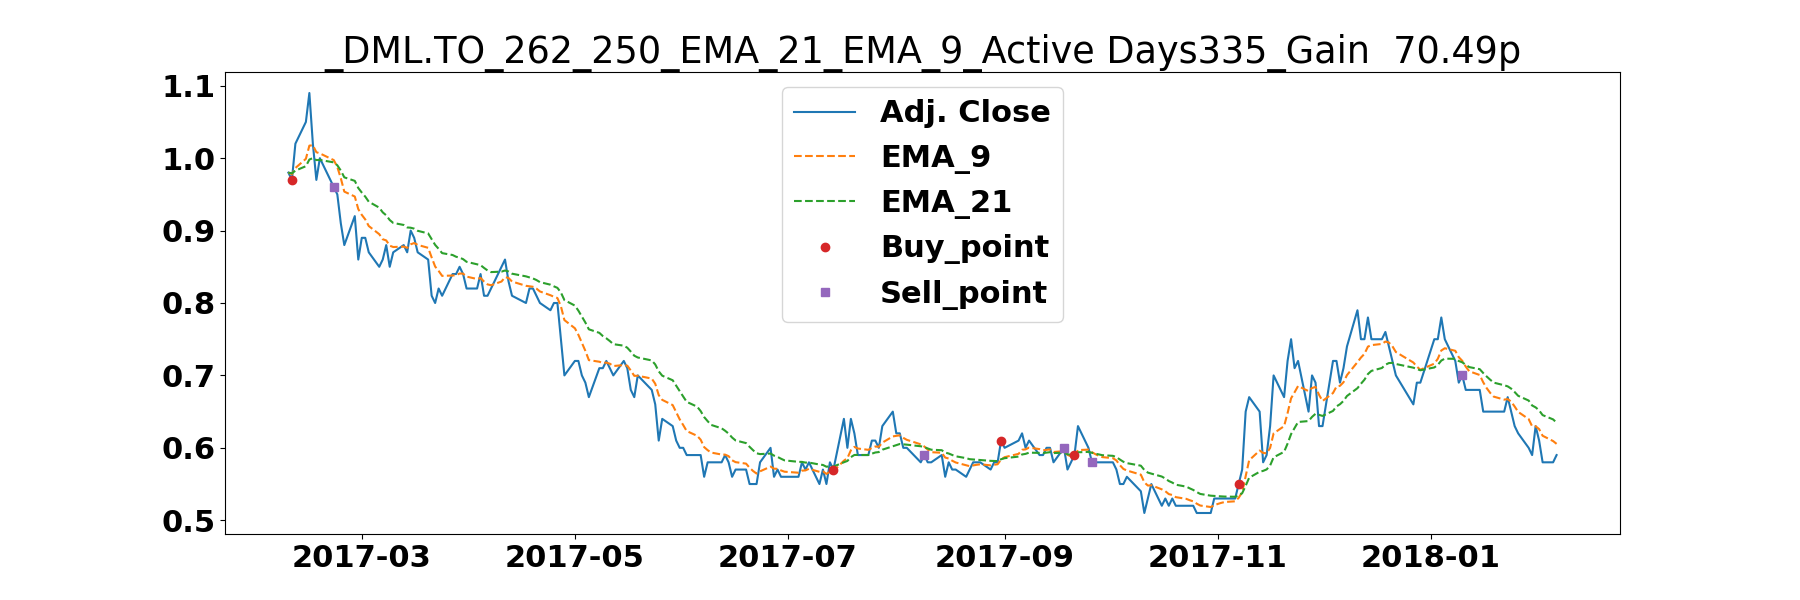 _DML.TO_262_250_EMA_21_EMA_9_Active Days335_Gain  70.49p
1.1
1.0
0.9
0.8
0.7
0.6
0.5
Adj. Close
EMA_9
EMA_21
Buy_point
Sell_point
2017-03 2017-05 2017-07 2017-09 2017-11 2018-01